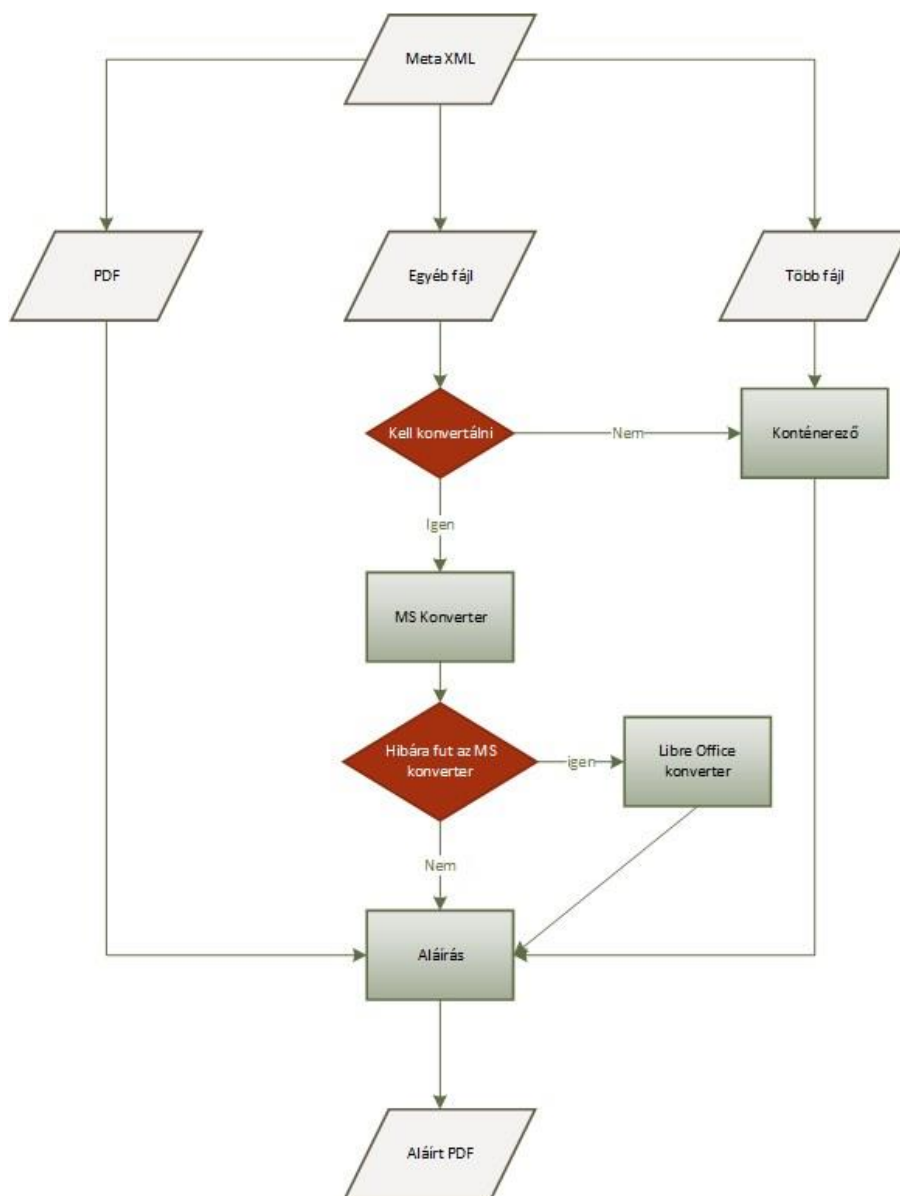 Meta XML
PDF
Egyéb fájl
Több fájl
Kell konvertálni
Nem
Konténerező
Igen
MS Konverter
Hibára fut az MS
konverter
igen
Libre Office
konverter
Nem
Aláírás
Aláírt PDF